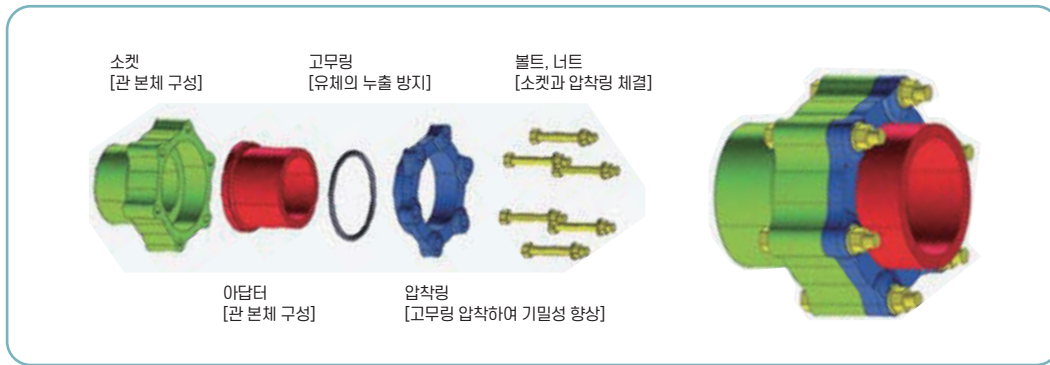 소켓
[관 본체 구성]
고무링
[유체의 누출 방지]
볼트, 너트
[소켓과 압착링 체결]
아답터
[관 본체 구성]
압착링
[고무링 압착하여 기밀성 향상]